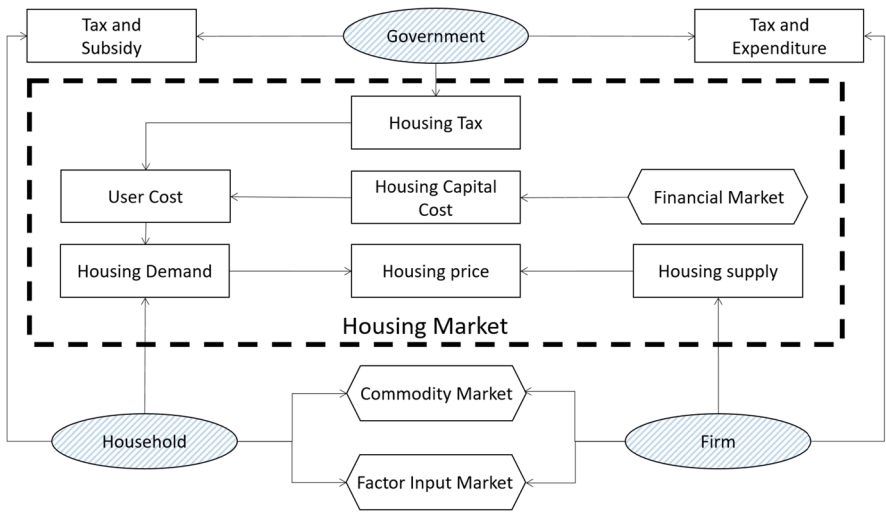 Tax and
Subsidy
Government
Tax and
Expenditure
Housing Tax
User Cost
Housing Capital
Cost
Financial Market
Housing Demand
Housing price
Housing supply
Housing Market
Commodity Market
Household
Firm
Factor Input Market